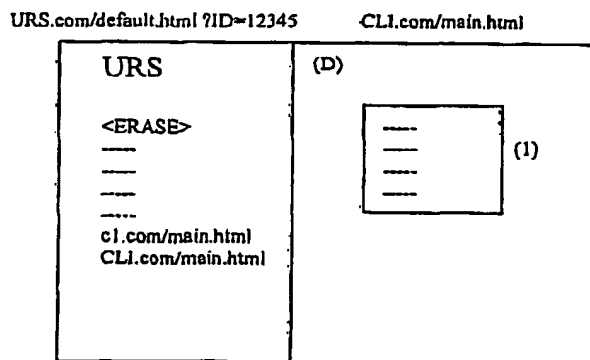 URS.com/default.html ?ID=12345 CL1.com/main.html
URS
(D)
<ERASE>
(1)
c1.com/main.html
CL1.com/main.html